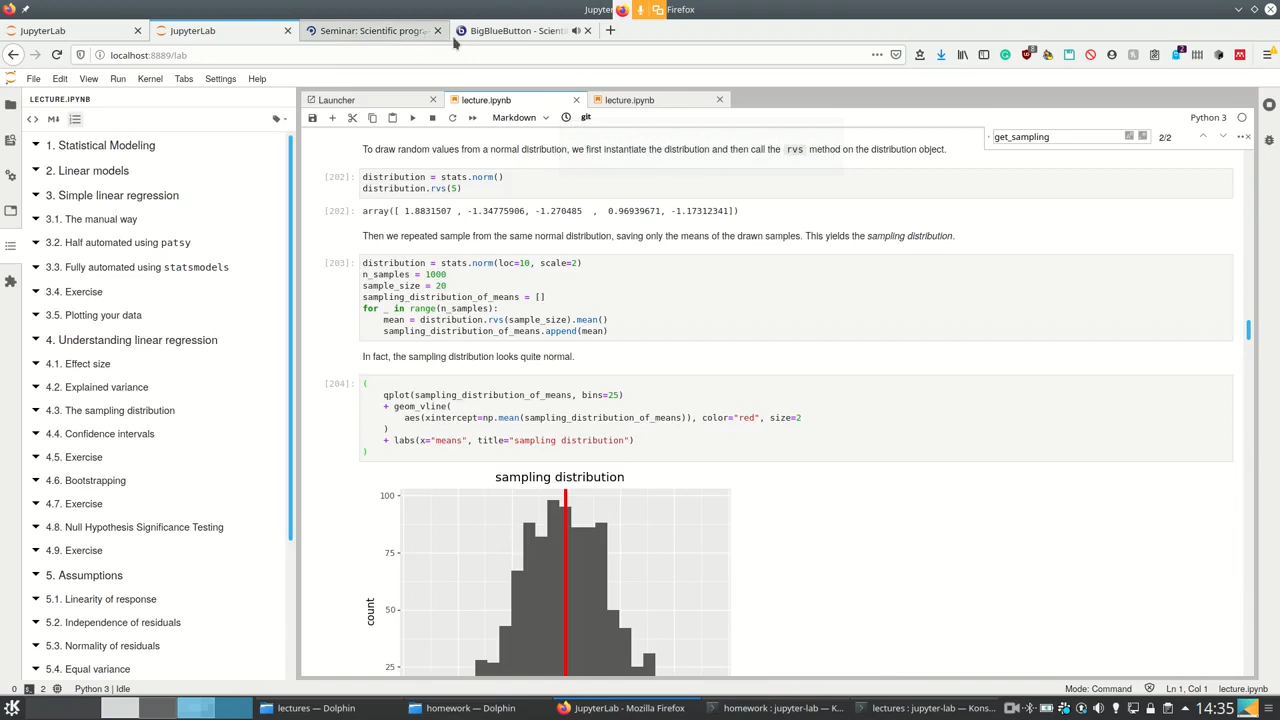 JupyterLab - Mozilla Firefox
JupyterLab
JupyterLab
Seminar: Scientific progr
BigBlueButton - Scienti
localhost:8889/lab
File Edit View Run Kernel Tabs Settings Help
LECTURE.IPYNB
1. Statistical Modeling
2. Linear models
3. Simple linear regression
3.1. The manual way
3.2. Half automated using patsy
3.3. Fully automated using statsmodels
3.4. Exercise
3.5. Plotting your data
4. Understanding linear regression
4.1. Effect size
4.2. Explained variance
4.3. The sampling distribution
4.4. Confidence intervals
4.5. Exercise
4.6. Bootstrapping
4.7. Exercise
4.8. Null Hypothesis Significance Testing
4.9. Exercise
5. Assumptions
5.1. Linearity of response
5.2. Independence of residuals
5.3. Normality of residuals
5.4. Equal variance
Launcher
lecture.ipynb
lecture.ipynb
Markdown
git
Python 3
get_sampling
2/2
To draw random values from a normal distribution, we first instantiate the distribution and then call the rvs method on the distribution object.
[202]: distribution = stats.norm()
distribution.rvs(5)
[202]: array([ 1.8831507 , -1.34775906, -1.270485  ,  0.96939671, -1.17312341])
Then we repeated sample from the same normal distribution, saving only the means of the drawn samples. This yields the sampling distribution.
[203]: distribution = stats.norm(loc=10, scale=2)
n_samples = 1000
sample_size = 20
sampling_distribution_of_means = []
for _ in range(n_samples):
    mean = distribution.rvs(sample_size).mean()
    sampling_distribution_of_means.append(mean)
In fact, the sampling distribution looks quite normal.
[204]: (
    qplot(sampling_distribution_of_means, bins=25)
    + geom_vline(
        aes(xintercept=np.mean(sampling_distribution_of_means)), color="red", size=2
    )
    + labs(x="means", title="sampling distribution")
)
sampling distribution
100
75
50
25
count
0
2
Python 3 | Idle
Mode: Command
Ln 1, Col 1
lecture.ipynb
lectures — Dolphin
homework — Dolphin
JupyterLab - Mozilla Firefox
homework : jupyter-lab — K...
lectures : jupyter-lab — Kons...
14:35